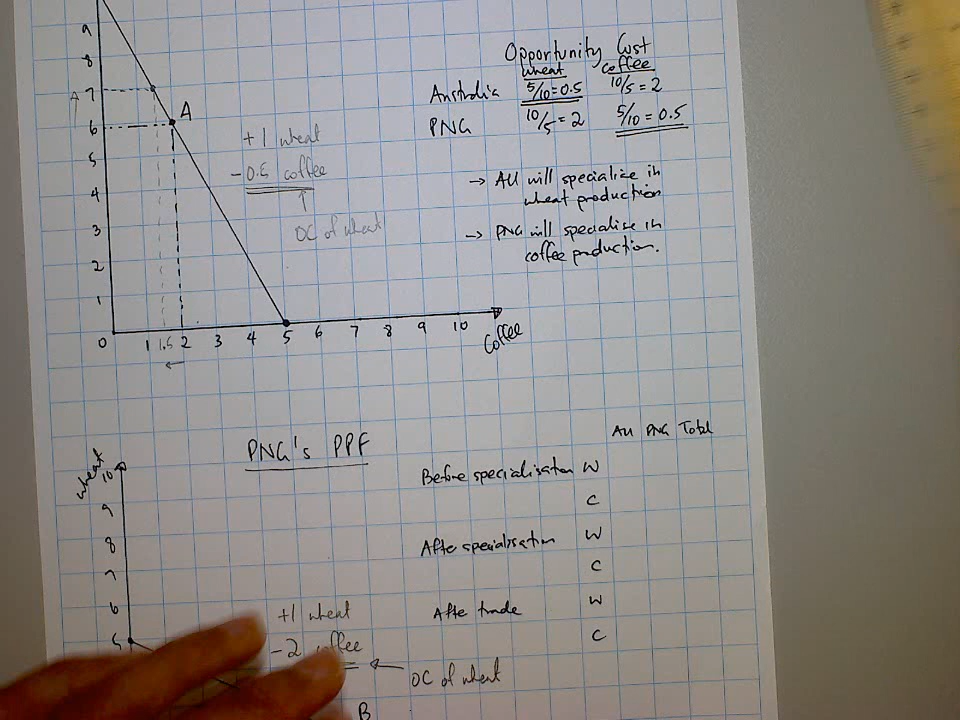 9
8
7
6
5
4
3
2
1
0 1 1.5 2 3 4 5 6 7 8 9 10
Coffee
A
+1 wheat
-0.5 coffee
OC of wheat
Opportunity Cost
wheat coffee
Australia 5/10=0.5 10/5=2
PNG 10/5=2 5/10=0.5
→ AU will specialise in
wheat production
→ PNG will specialise in
coffee production.
PNG's PPF
wheat
10
9
8
7
6
5
+1 wheat
-2 coffee
OC of wheat
B
AU PNG Total
Before specialisation W
C
After specialisation W
C
After trade W
C